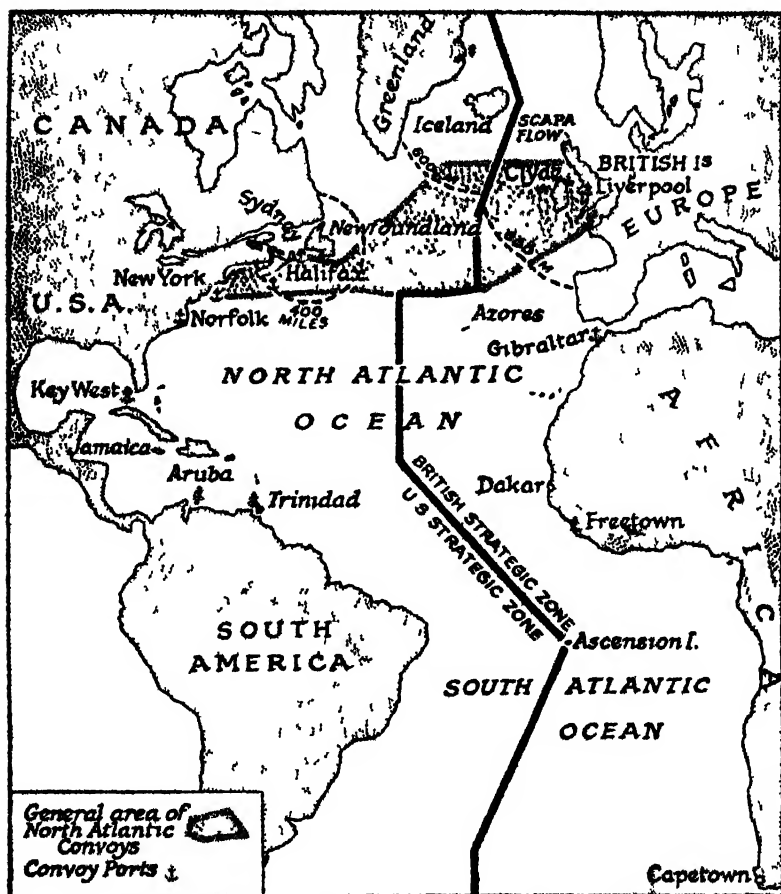 Greenland
CANADA
Iceland
SCAPA
FLOW
600
Clyde
BRITISH Is
Liverpool
Sydney
Newfoundland
EUROPE
New York
Halifax
600 M
U.S.A.
Norfolk
400
MILES
Azores
Gibraltar
NORTH ATLANTIC
OCEAN
Key West
Jamaica
Aruba
Trinidad
Dakar
Freetown
AFRICA
BRITISH STRATEGIC ZONE
U S STRATEGIC ZONE
SOUTH
AMERICA
Ascension I.
SOUTH ATLANTIC
OCEAN
General area of
North Atlantic
Convoys
Convoy Ports
Capetown